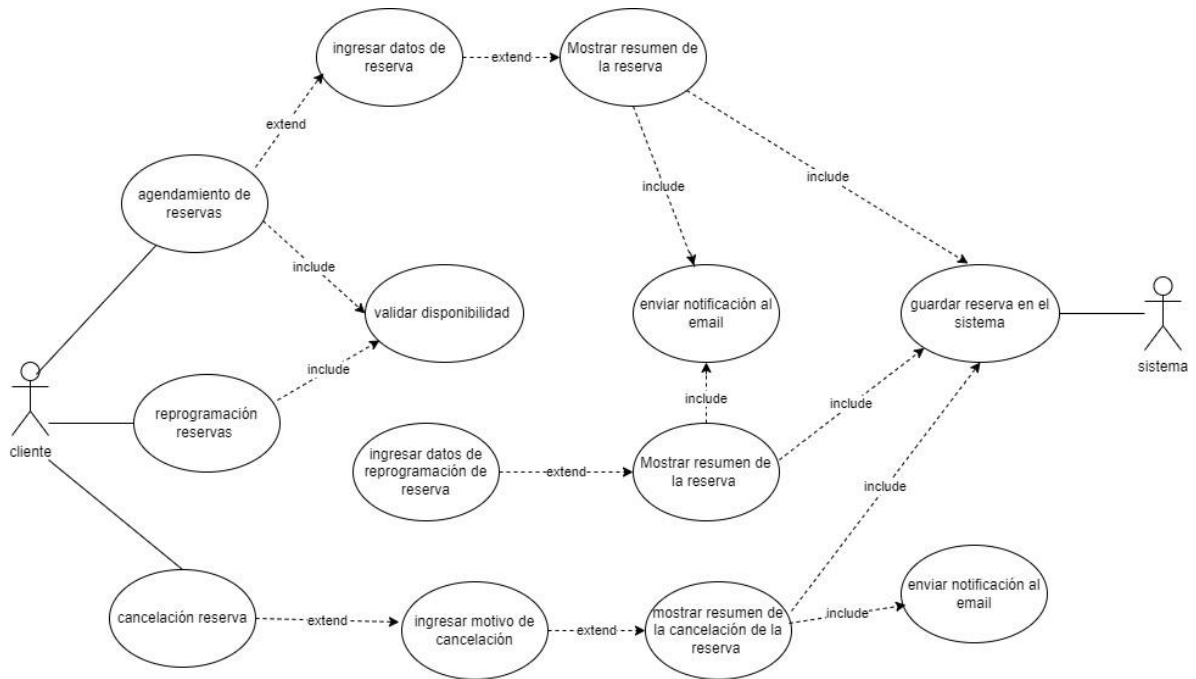 ingresar datos de
reserva
extend
Mostrar resumen de
la reserva
extend
agendamiento de
reservas
include
include
include
validar disponibilidad
enviar notificación al
email
guardar reserva en el
sistema
sistema
include
cliente
reprogramación
reservas
include
include
ingresar datos de
reprogramación de
reserva
extend
Mostrar resumen de
la reserva
include
cancelación reserva
extend
ingresar motivo de
cancelación
extend
mostrar resumen de
la cancelación de la
reserva
include
enviar notificación al
email